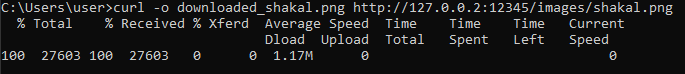 C:\Users\user>curl -o downloaded_shakal.png http://127.0.0.2:12345/images/shakal.png
% Total % Received % Xferd Average Speed Time Time Time Current
Dload Upload Total Spent Left Speed
100 27603 100 27603 0 0 1.17M 0 0